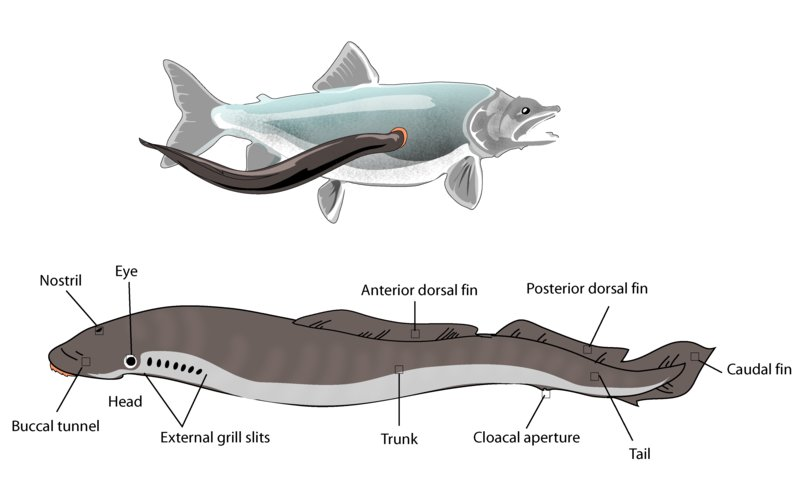 Eye
Nostril
Anterior dorsal fin
Posterior dorsal fin
Caudal fin
Head
Buccal tunnel
External grill slits
Trunk
Cloacal aperture
Tail